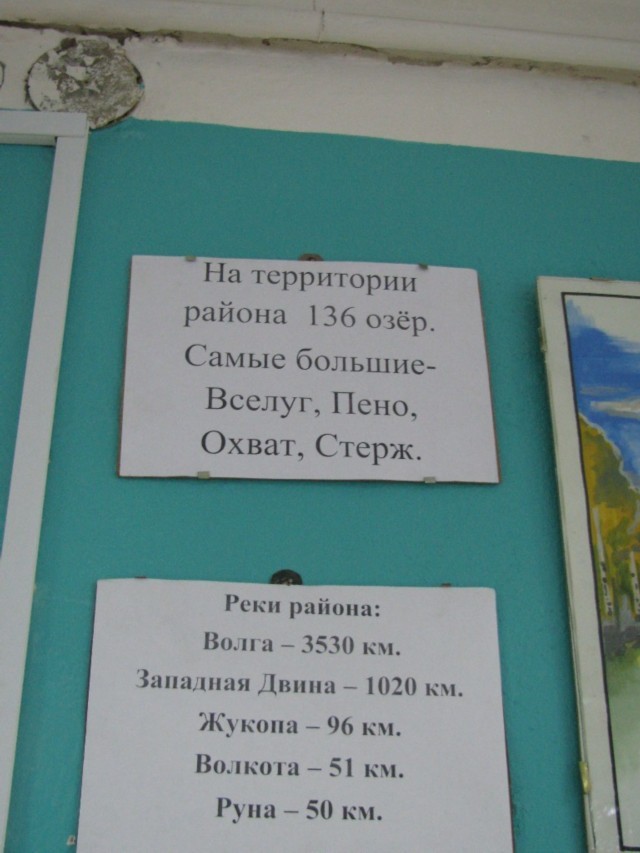 На территории
района 136 озёр.
Самые большие-
Вселуг, Пено,
Охват, Стерж.
Реки района:
Волга – 3530 км.
Западная Двина – 1020 км.
Жукопа – 96 км.
Волкота – 51 км.
Руна – 50 км.